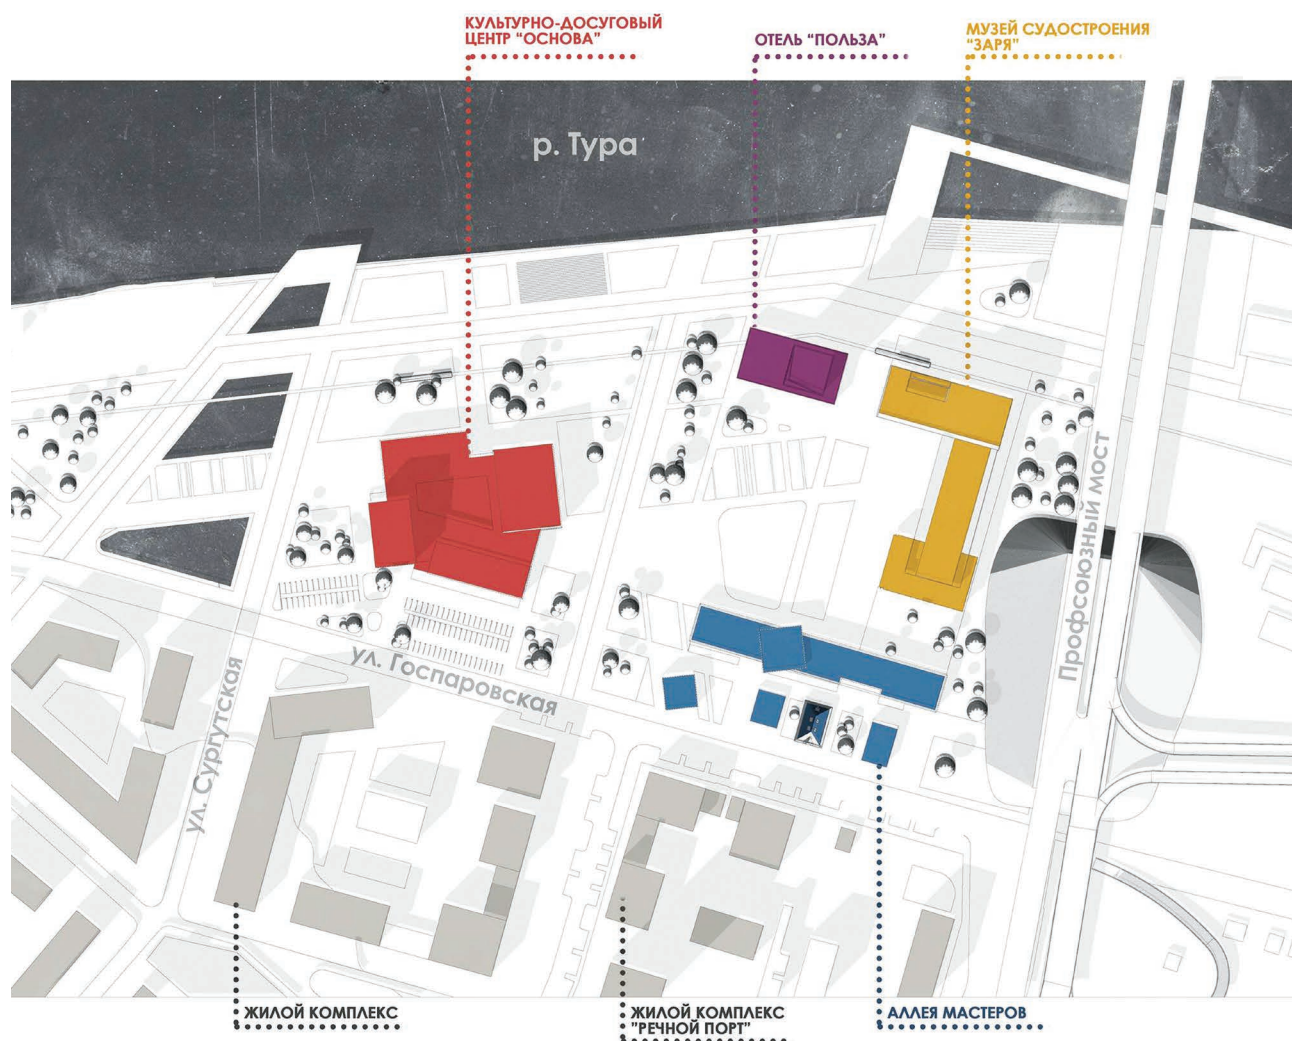 КУЛЬТУРНО-ДОСУГОВЫЙ
ЦЕНТР "ОСНОВА"
ОТЕЛЬ "ПОЛЬЗА"
МУЗЕЙ СУДОСТРОЕНИЯ
"ЗАРЯ"
р. Тура
Профсоюзный мост
ул. Госпаровская
ул. Сургутская
ЖИЛОЙ КОМПЛЕКС
ЖИЛОЙ КОМПЛЕКС
"РЕЧНОЙ ПОРТ"
АЛЛЕЯ МАСТЕРОВ